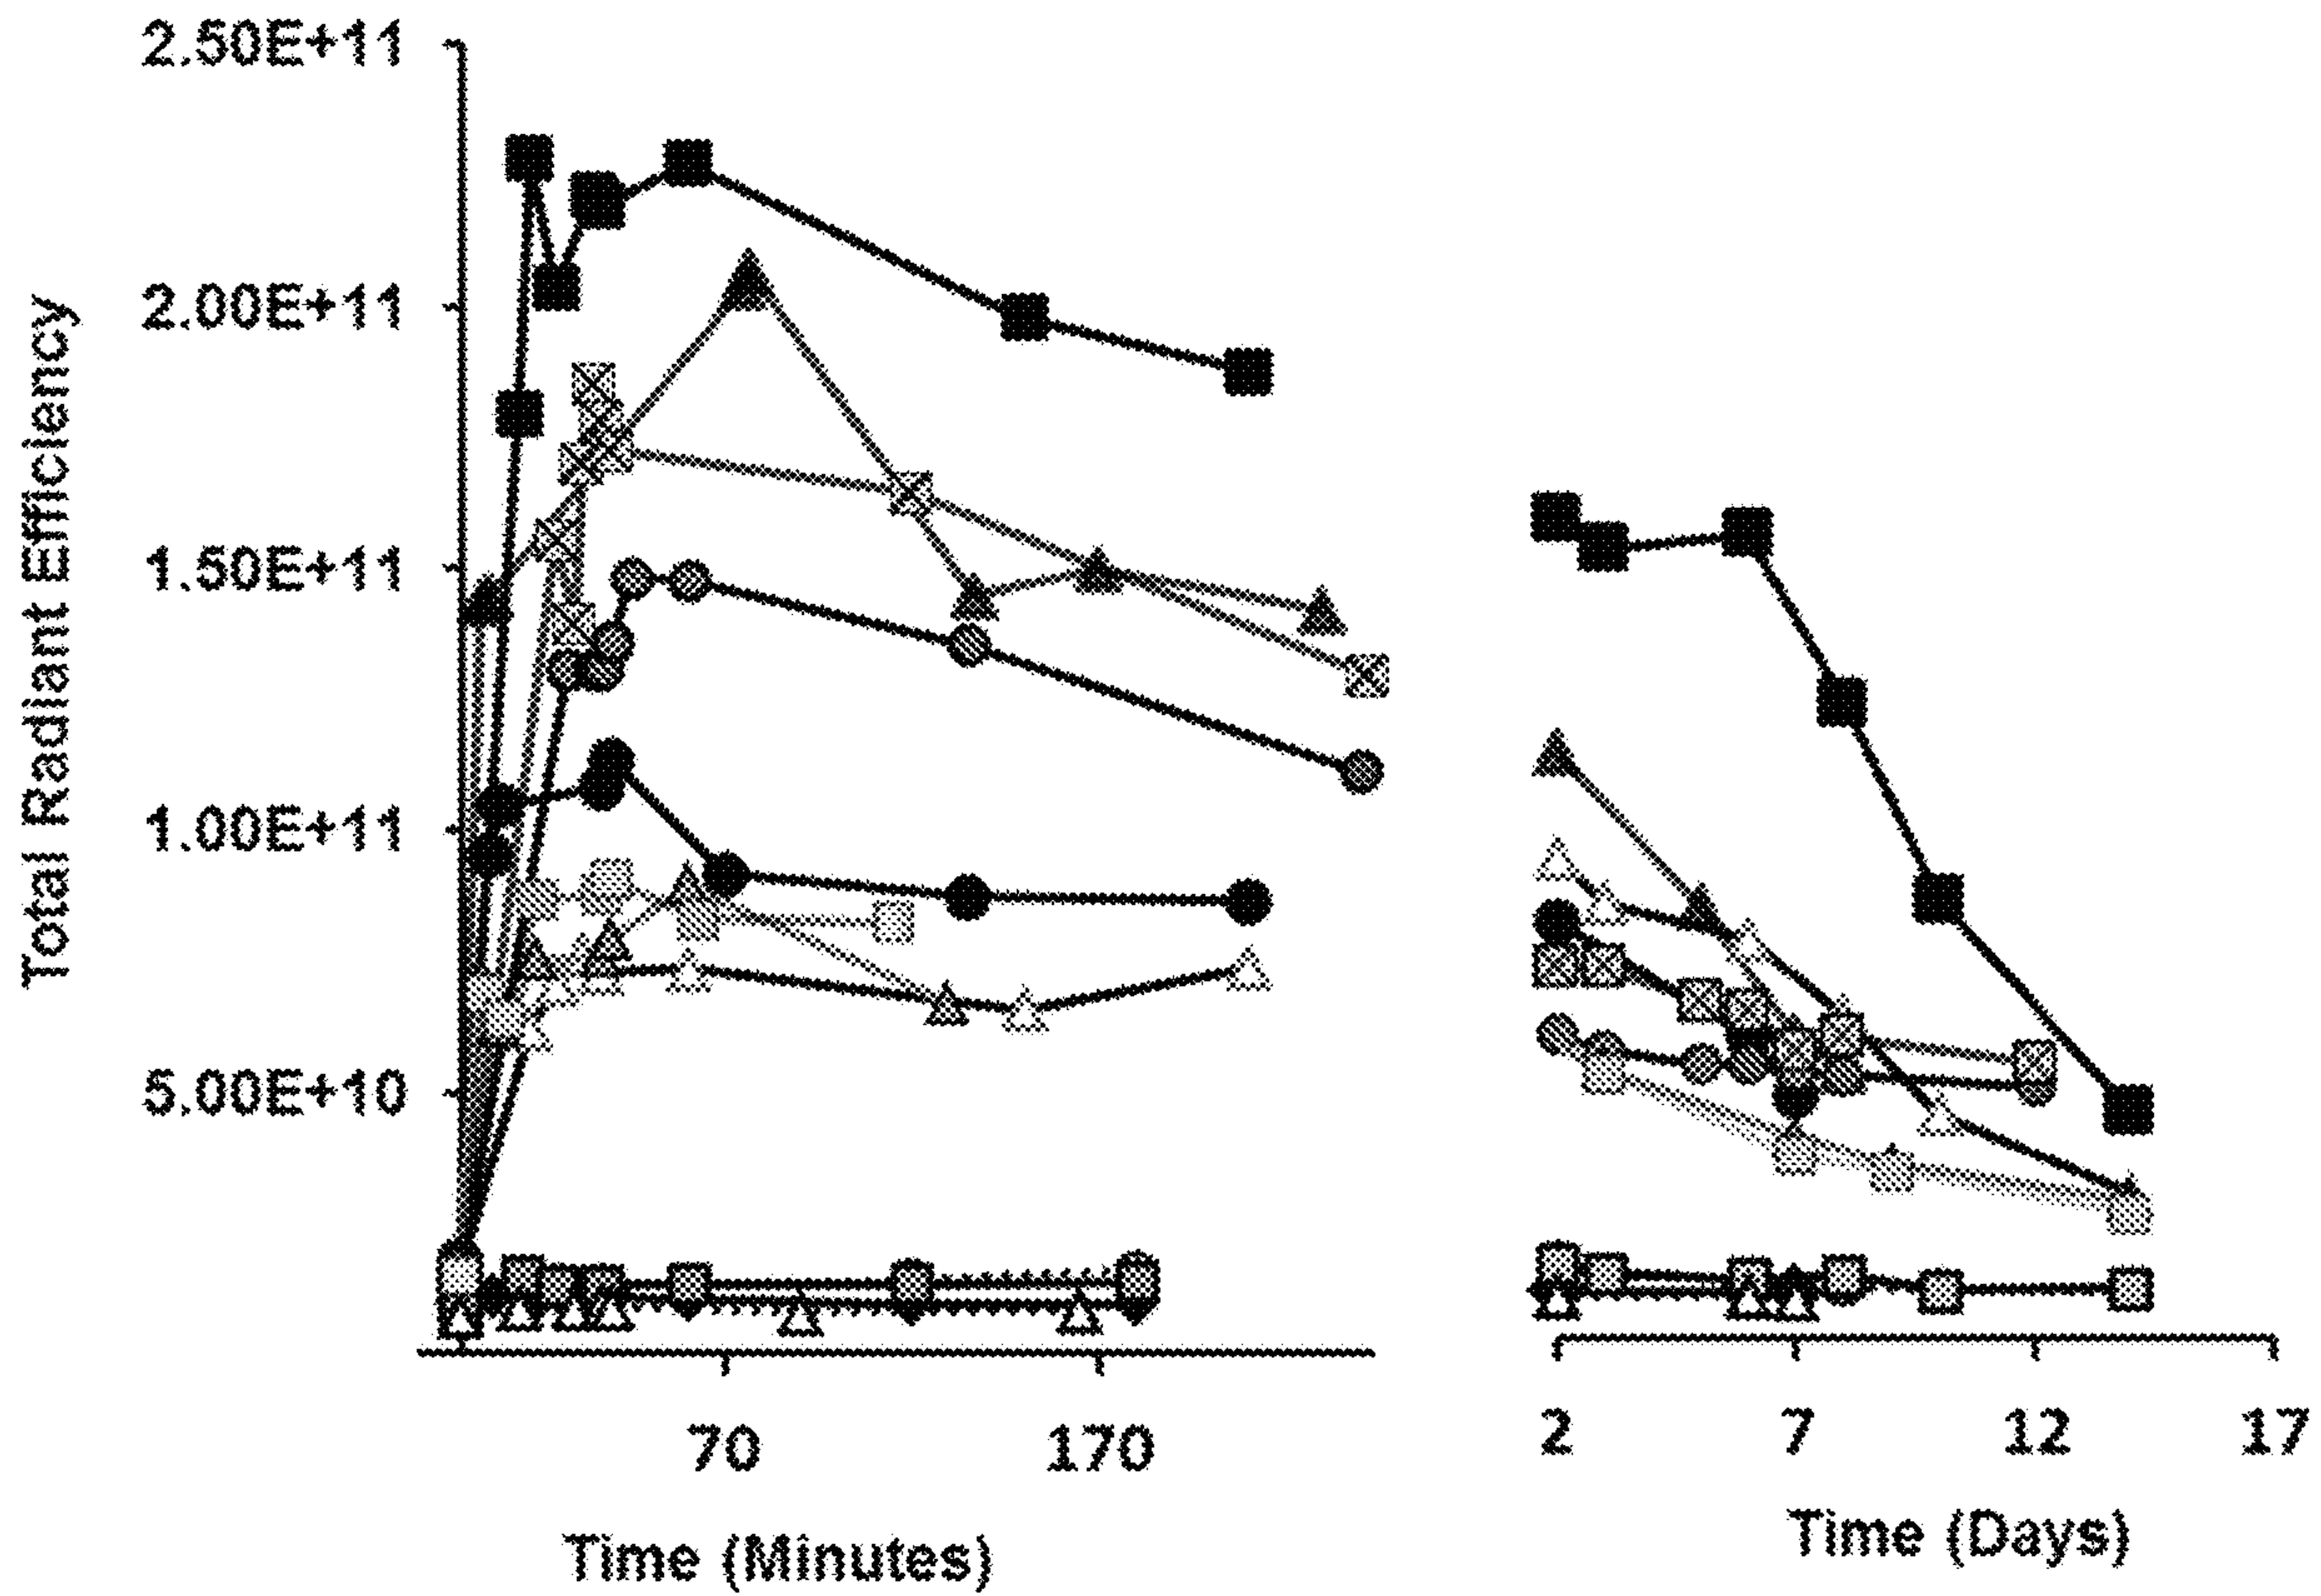 Total Radiant Efficiency
2.50E+11
2.00E+11
1.50E+11
1.00E+11
5.00E+10
70 170
Time (Minutes)
2 7 12 17
Time (Days)